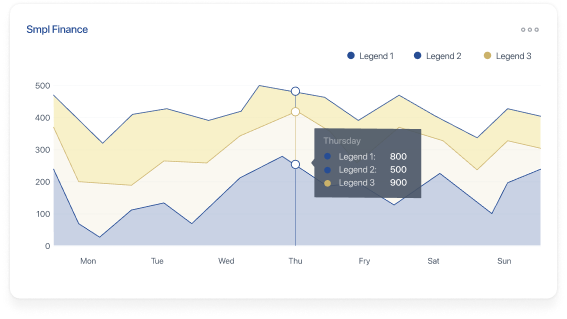 Smpl Finance
Legend 1 Legend 2 Legend 3
500
400
300
200
100
0
Thursday
Legend 1: 800
Legend 2: 500
Legend 3 900
Mon Tue Wed Thu Fry Sat Sun